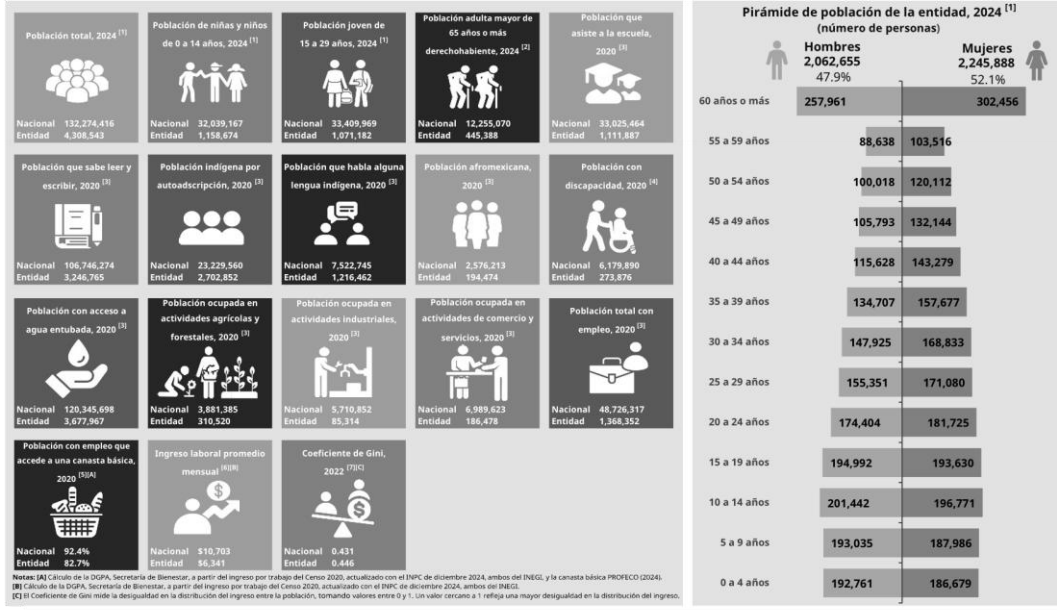 Población total, 2024 [1]
Nacional 132,274,416
Entidad 4,308,543
Población de niñas y niños
de 0 a 14 años, 2024 [1]
Nacional 32,039,167
Entidad 1,158,674
Población joven de
15 a 29 años, 2024 [1]
Nacional 33,409,969
Entidad 1,071,182
Población adulta mayor de
65 años o más
derechohabiente, 2024 [2]
Nacional 12,255,070
Entidad 445,388
Población que
asiste a la escuela,
2020 [3]
Nacional 33,025,464
Entidad 1,111,887
Población que sabe leer y
escribir, 2020 [3]
Nacional 106,746,274
Entidad 3,246,765
Población indígena por
autoadscripción, 2020 [3]
Nacional 23,229,560
Entidad 2,702,852
Población que habla alguna
lengua indígena, 2020 [3]
Nacional 7,522,745
Entidad 1,216,462
Población afromexicana,
2020 [3]
Nacional 2,576,213
Entidad 194,474
Población con
discapacidad, 2020 [4]
Nacional 6,179,890
Entidad 273,876
Población con acceso a
agua entubada, 2020 [3]
Nacional 120,345,698
Entidad 3,677,967
Población ocupada en
actividades agrícolas y
forestales, 2020 [3]
Nacional 3,881,385
Entidad 310,520
Población ocupada en
actividades industriales,
2020 [3]
Nacional 5,710,852
Entidad 85,314
Población ocupada en
actividades de comercio y
servicios, 2020 [3]
Nacional 6,989,623
Entidad 186,478
Población total con
empleo, 2020 [3]
Nacional 48,726,317
Entidad 1,368,352
Población con empleo que
accede a una canasta básica,
2020 [5][A]
Nacional 92.4%
Entidad 82.7%
Ingreso laboral promedio
mensual [6][B]
Nacional $10,703
Entidad $6,341
Coeficiente de Gini,
2022 [7][C]
Nacional 0.431
Entidad 0.446
Notas: [A] Cálculo de la DGPA, Secretaría de Bienestar, a partir del ingreso por trabajo del Censo 2020, actualizado con el INPC de diciembre 2024, ambos del INEGI, y la canasta básica PROFECO (2024).
[B] Cálculo de la DGPA, Secretaría de Bienestar, a partir del ingreso por trabajo del Censo 2020, actualizado con el INPC de diciembre 2024, ambos del INEGI.
[C] El Coeficiente de Gini mide la desigualdad en la distribución del ingreso entre la población, tomando valores entre 0 y 1. Un valor cercano a 1 refleja una mayor desigualdad en la distribución del ingreso.
Pirámide de población de la entidad, 2024 [1]
(número de personas)
Hombres
2,062,655
47.9%
Mujeres
2,245,888
52.1%
60 años o más 257,961 302,456
55 a 59 años 88,638 103,516
50 a 54 años 100,018 120,112
45 a 49 años 105,793 132,144
40 a 44 años 115,628 143,279
35 a 39 años 134,707 157,677
30 a 34 años 147,925 168,833
25 a 29 años 155,351 171,080
20 a 24 años 174,404 181,725
15 a 19 años 194,992 193,630
10 a 14 años 201,442 196,771
5 a 9 años 193,035 187,986
0 a 4 años 192,761 186,679